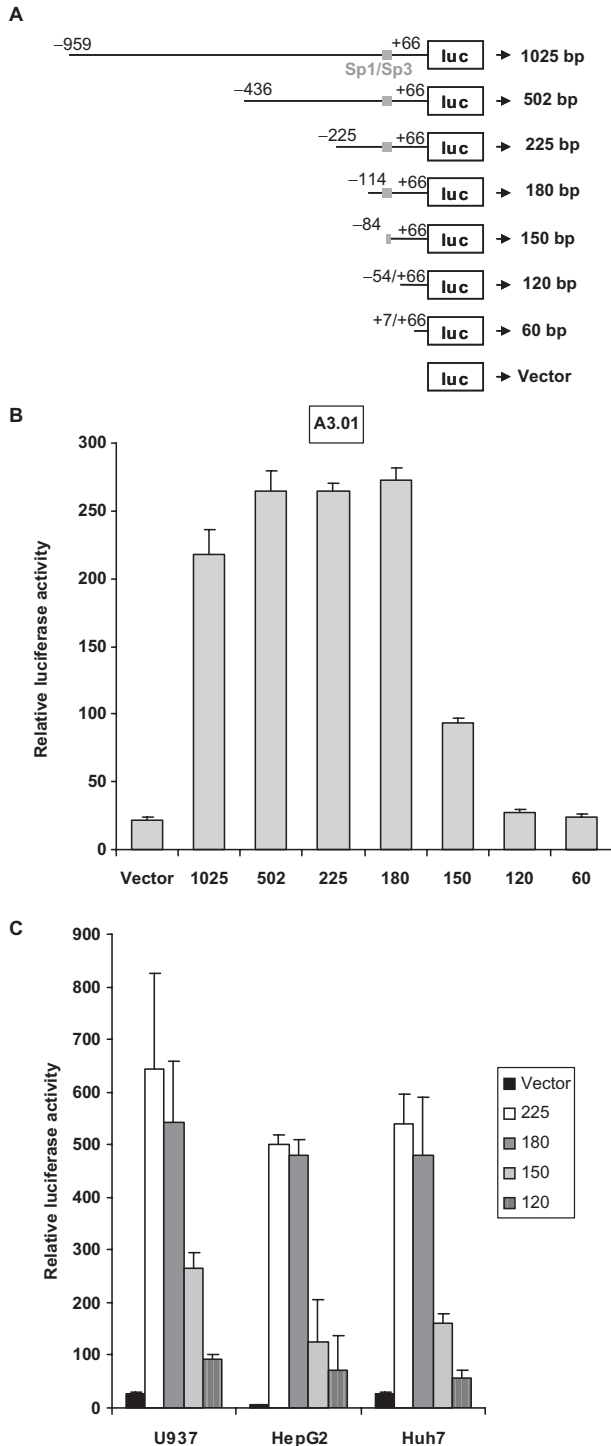 A
−959 +66 luc 1025 bp
Sp1/Sp3
−436 +66 luc 502 bp
−225 +66 luc 225 bp
−114 +66 luc 180 bp
−84 +66 luc 150 bp
−54/+66 luc 120 bp
+7/+66 luc 60 bp
luc Vector
B
A3.01
Relative luciferase activity
300
250
200
150
100
50
0
Vector 1025 502 225 180 150 120 60
C
Relative luciferase activity
900
800
700
600
500
400
300
200
100
0
U937 HepG2 Huh7
Vector
225
180
150
120